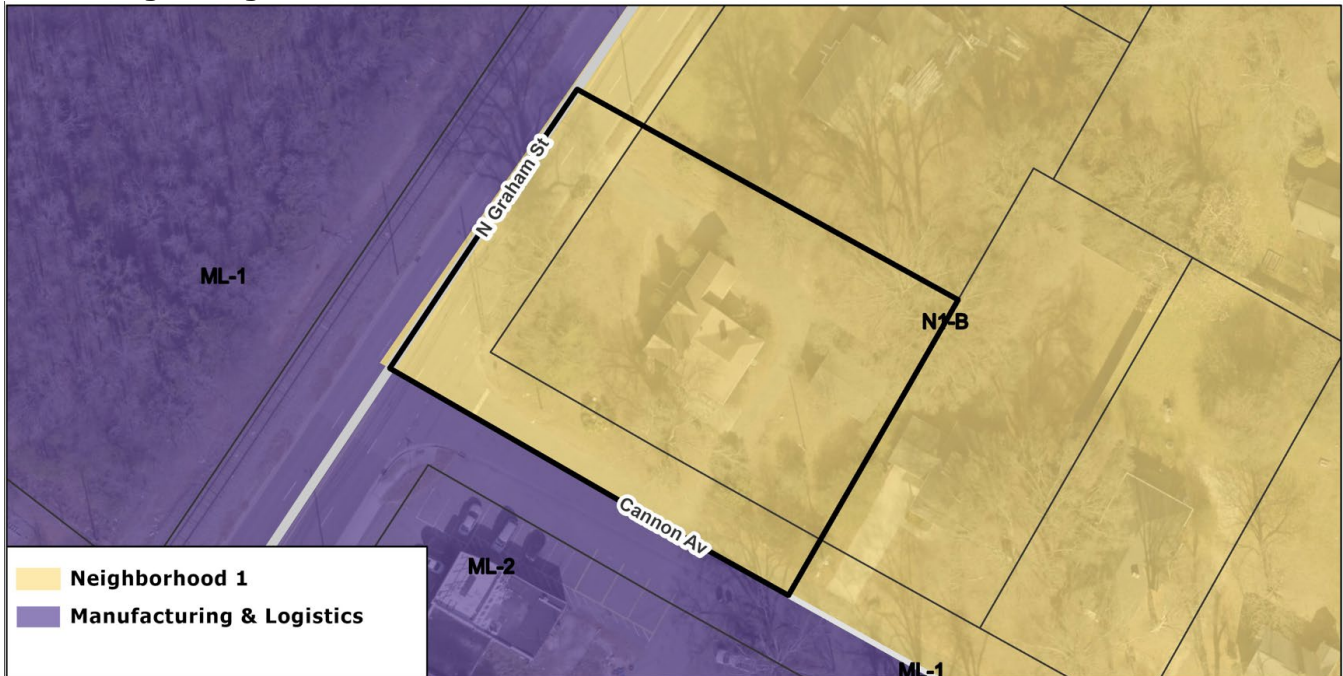 N Graham St
ML-1
N1-B
Cannon Av
ML-2
Neighborhood 1
Manufacturing & Logistics
ML-1